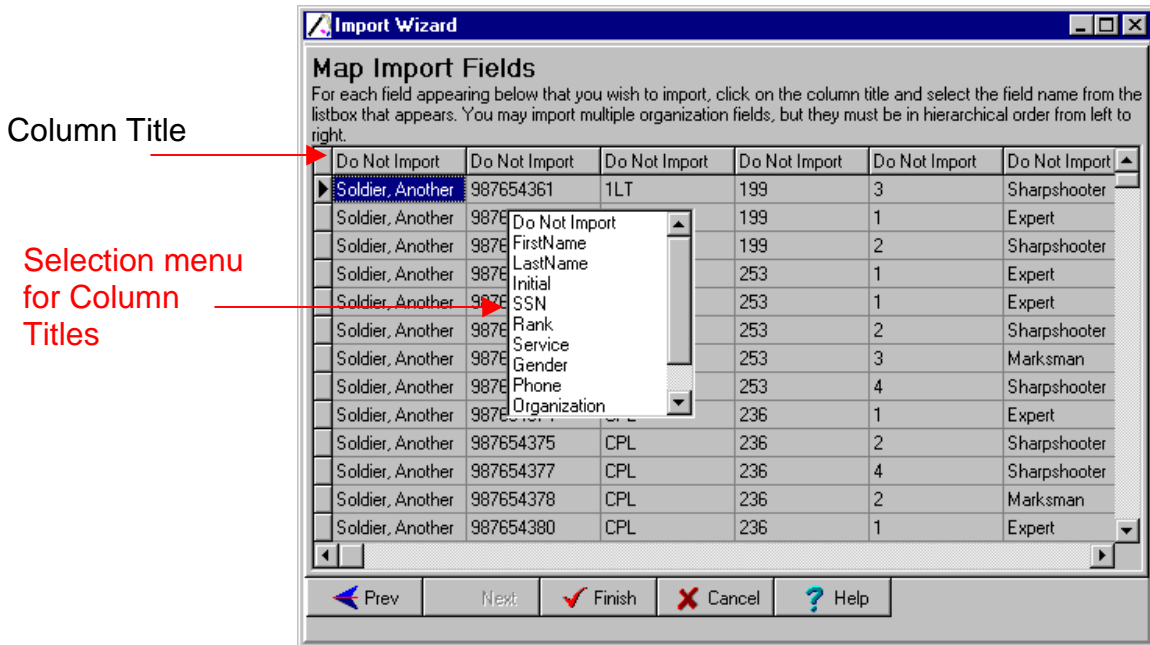 Import Wizard
Map Import Fields
For each field appearing below that you wish to import, click on the column title and select the field name from the
listbox that appears. You may import multiple organization fields, but they must be in hierarchical order from left to
right.
Column Title
Do Not Import Do Not Import Do Not Import Do Not Import Do Not Import Do Not Import
Soldier, Another 987654361 1LT 199 3 Sharpshooter
Soldier, Another 9876 199 1 Expert
Soldier, Another 9876 199 2 Sharpshooter
Soldier, Another 9876 253 1 Expert
Soldier, Another 9876 253 1 Expert
Soldier, Another 9876 253 2 Sharpshooter
Soldier, Another 9876 253 3 Marksman
Soldier, Another 9876 253 4 Sharpshooter
Soldier, Another 236 1 Expert
Soldier, Another 987654375 CPL 236 2 Sharpshooter
Soldier, Another 987654377 CPL 236 4 Sharpshooter
Soldier, Another 987654378 CPL 236 2 Marksman
Soldier, Another 987654380 CPL 236 1 Expert
Do Not Import
FirstName
LastName
Initial
SSN
Rank
Service
Gender
Phone
Organization
Selection menu
for Column
Titles
Prev Next Finish Cancel Help